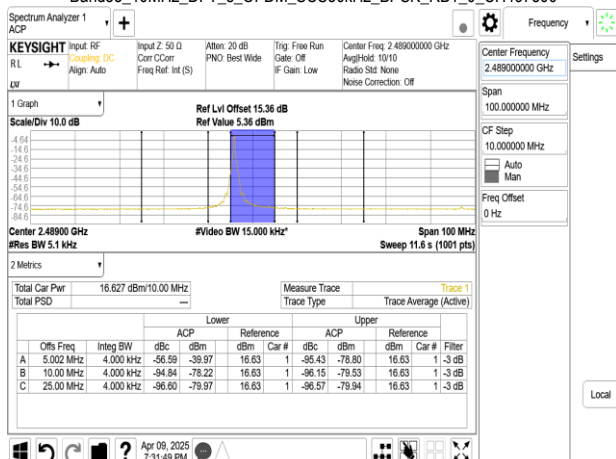 Spectrum Analyzer 1
ACP
Frequency
KEYSIGHT Input: RF
RL
Coupling: DC
Align: Auto
Input Z: 50 Ω
Corr CCorr
Freq Ref: Int (S)
Atten: 20 dB
PNO: Best Wide
Trig: Free Run
Gate: Off
IF Gain: Low
Center Freq: 2.489000000 GHz
Avg|Hold: 10/10
Radio Std: None
Noise Correction: Off
Center Frequency
2.489000000 GHz
Settings
Span
100.000000 MHz
CF Step
10.000000 MHz
Auto
Man
Freq Offset
0 Hz
Local
1 Graph
Scale/Div 10.0 dB
Ref Lvl Offset 15.36 dB
Ref Value 5.36 dBm
-4.64
-14.6
-24.6
-34.6
-44.6
-54.6
-64.6
-74.6
-84.6
Center 2.48900 GHz
#Video BW 15.000 kHz*
Span 100 MHz
#Res BW 5.1 kHz
Sweep 11.6 s (1001 pts)
2 Metrics
Total Car Pwr 16.627 dBm/10.00 MHz
Total PSD ---
Measure Trace Trace 1
Trace Type Trace Average (Active)
Lower Upper
ACP Reference ACP Reference
Offs Freq Integ BW dBc dBm dBm Car # dBc dBm dBm Car # Filter
A 5.002 MHz 4.000 kHz -56.59 -39.97 16.63 1 -95.43 -78.80 16.63 1 -3 dB
B 10.00 MHz 4.000 kHz -94.84 -78.22 16.63 1 -96.15 -79.53 16.63 1 -3 dB
C 25.00 MHz 4.000 kHz -96.60 -79.97 16.63 1 -96.57 -79.94 16.63 1 -3 dB
Apr 09, 2025
7:31:49 PM